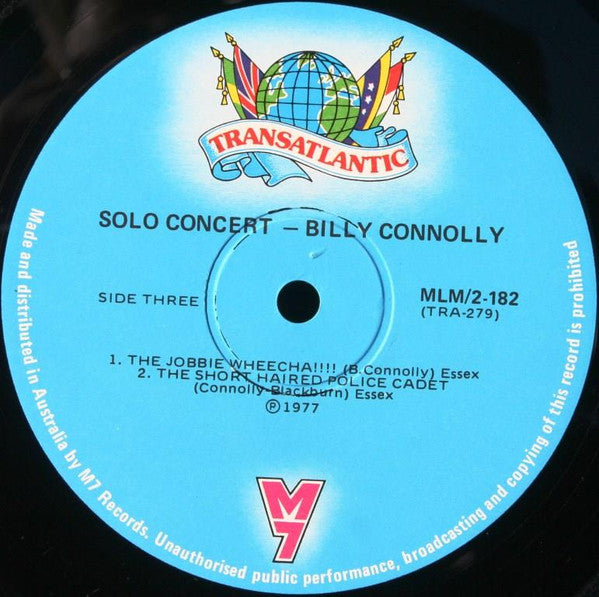 TRANSATLANTIC
SOLO CONCERT — BILLY CONNOLLY
SIDE THREE
MLM/2-182
(TRA-279)
1. THE JOBBIE WHEECHA!!!! (B.Connolly) Essex
2. THE SHORT HAIRED POLICE CADET
(Connolly-Blackburn) Essex
℗ 1977
M7
Made and distributed in Australia by M7 Records. Unauthorised public performance, broadcasting and copying of this record is prohibited